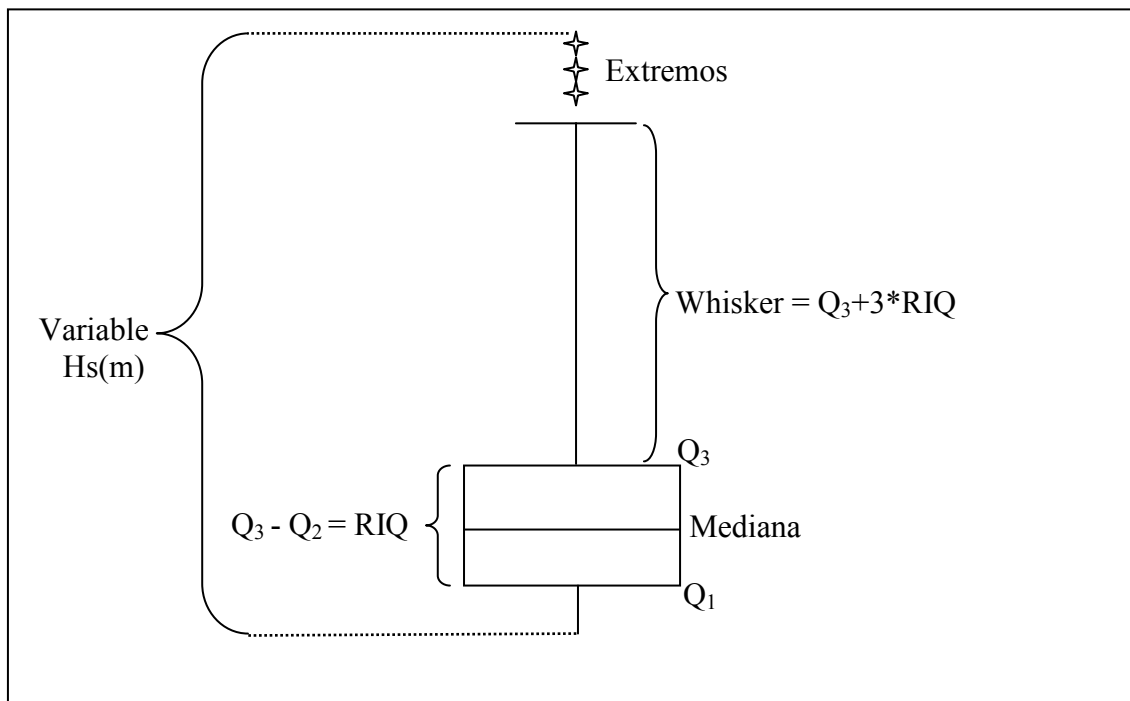 Extremos
Whisker = Q₃+3*RIQ
Variable
Hs(m)
Q₃
Q₃ - Q₂ = RIQ
Mediana
Q₁